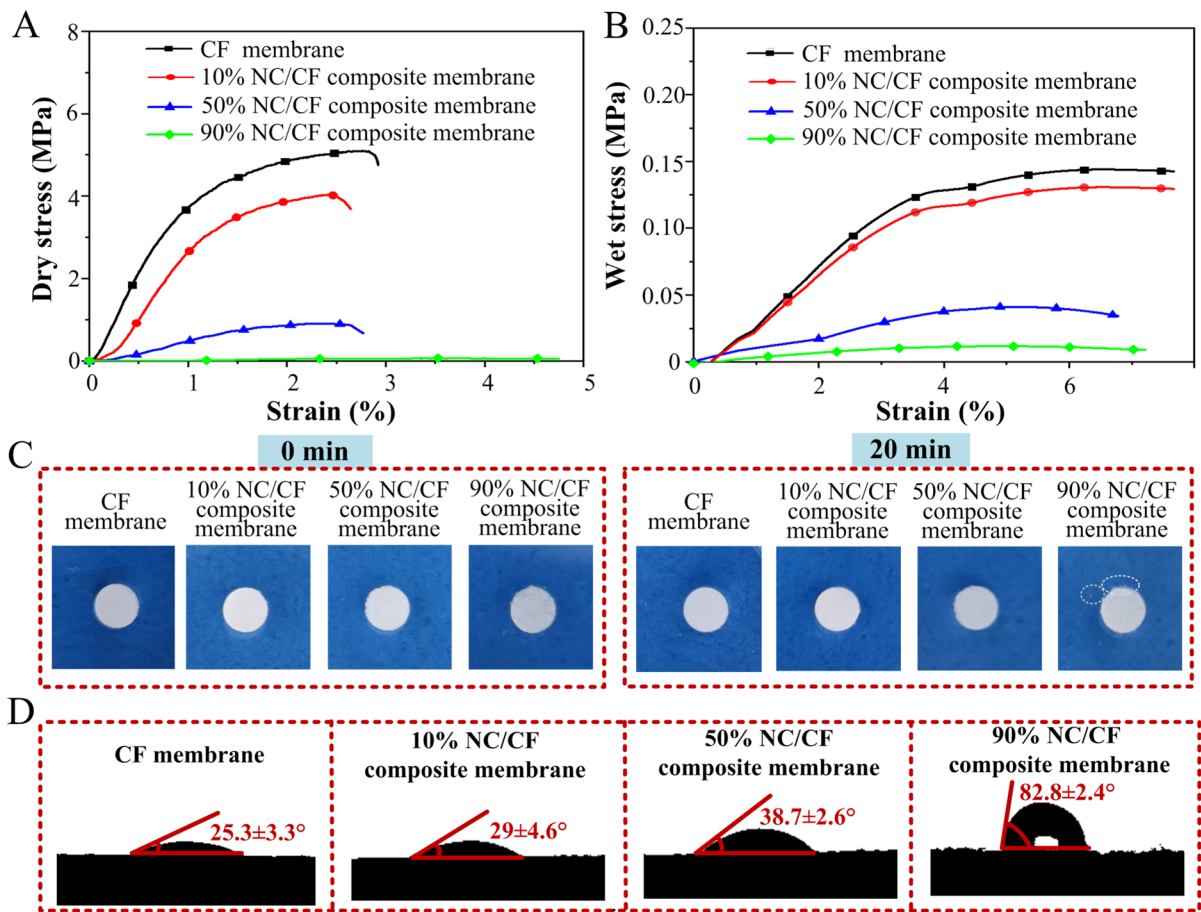 A
Dry stress (MPa)
8
6
4
2
0
CF membrane
10% NC/CF composite membrane
50% NC/CF composite membrane
90% NC/CF composite membrane
0 1 2 3 4 5
Strain (%)
B
Wet stress (MPa)
0.25
0.20
0.15
0.10
0.05
0.00
CF membrane
10% NC/CF composite membrane
50% NC/CF composite membrane
90% NC/CF composite membrane
0 2 4 6
Strain (%)
C
0 min
CF
membrane
10% NC/CF
composite
membrane
50% NC/CF
composite
membrane
90% NC/CF
composite
membrane
20 min
CF
membrane
10% NC/CF
composite
membrane
50% NC/CF
composite
membrane
90% NC/CF
composite
membrane
D
CF membrane
25.3±3.3°
10% NC/CF
composite membrane
29±4.6°
50% NC/CF
composite membrane
38.7±2.6°
90% NC/CF
composite membrane
82.8±2.4°